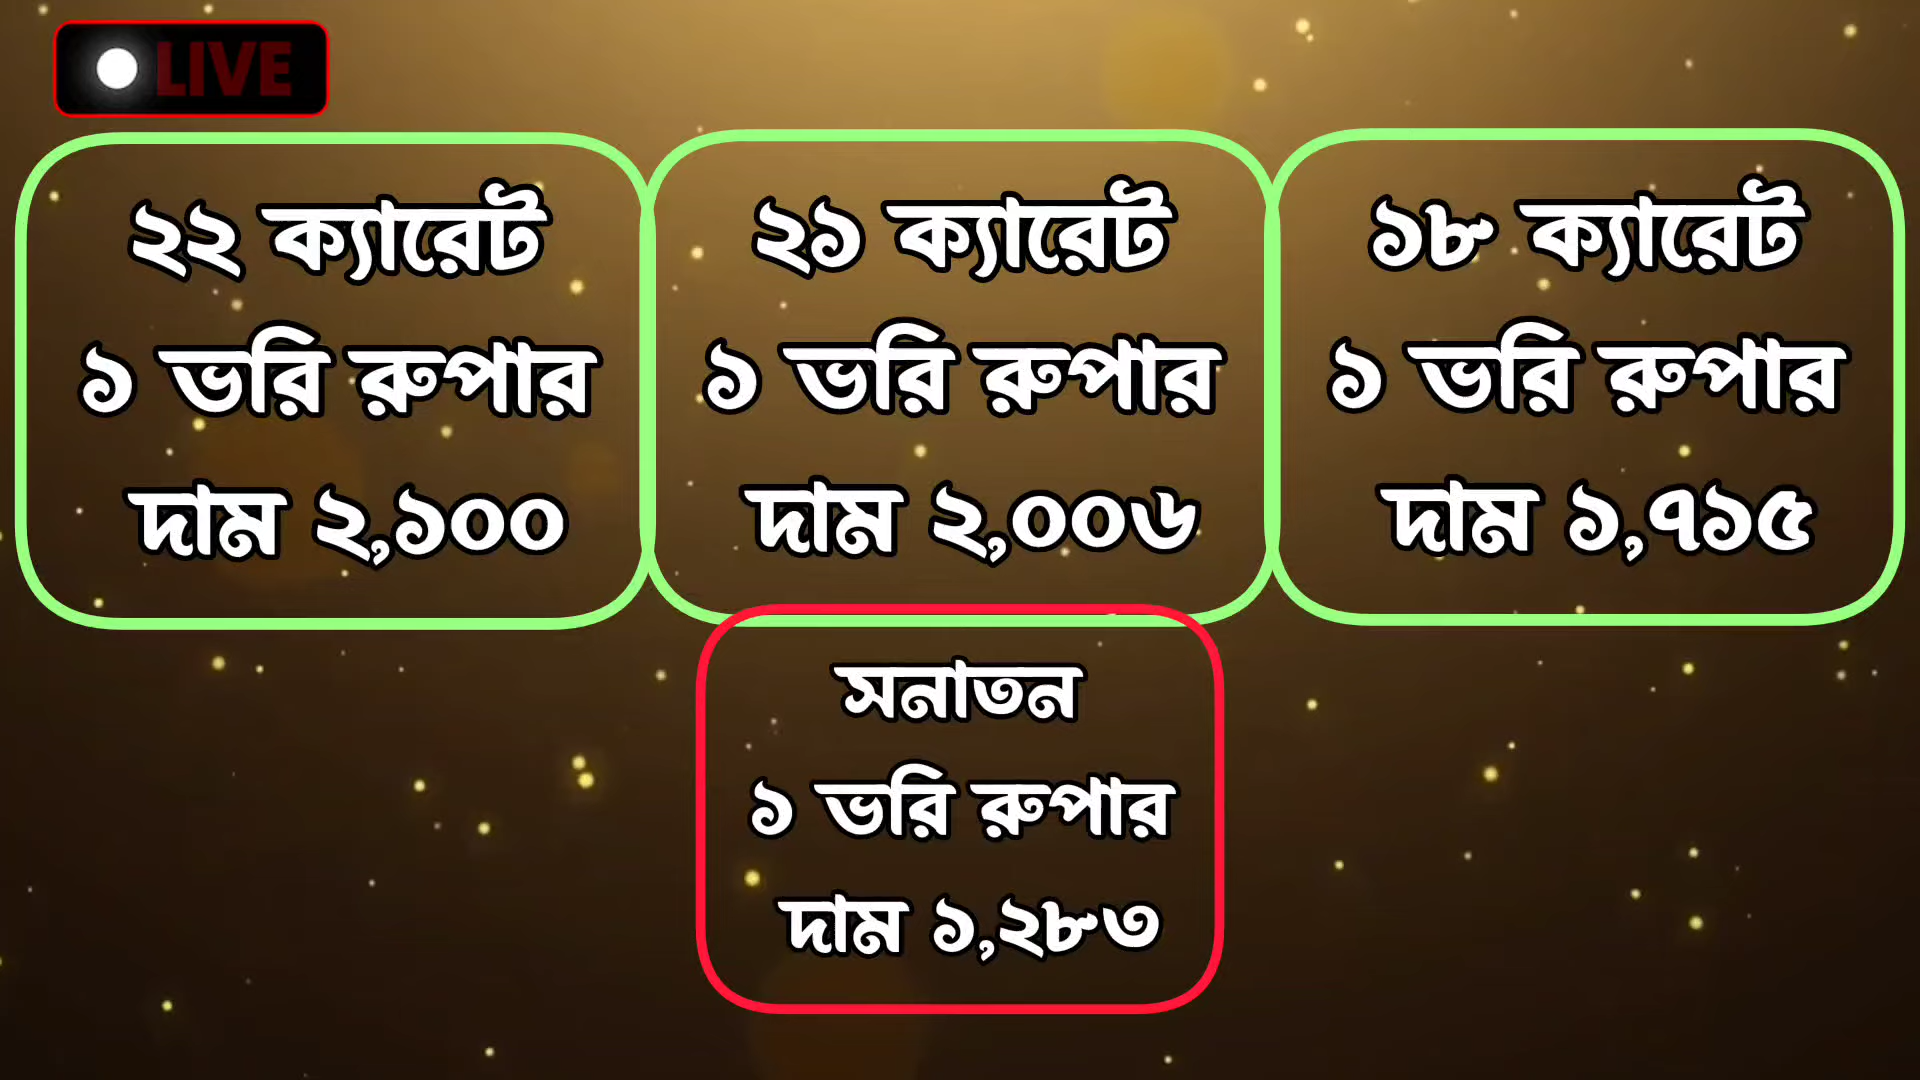 LIVE
২২ ক্যারেট
১ ভরি রুপার
দাম ২,১০০
২১ ক্যারেট
১ ভরি রুপার
দাম ২,০০৬
১৮ ক্যারেট
১ ভরি রুপার
দাম ১,৭১৫
সনাতন
১ ভরি রুপার
দাম ১,২৮৩